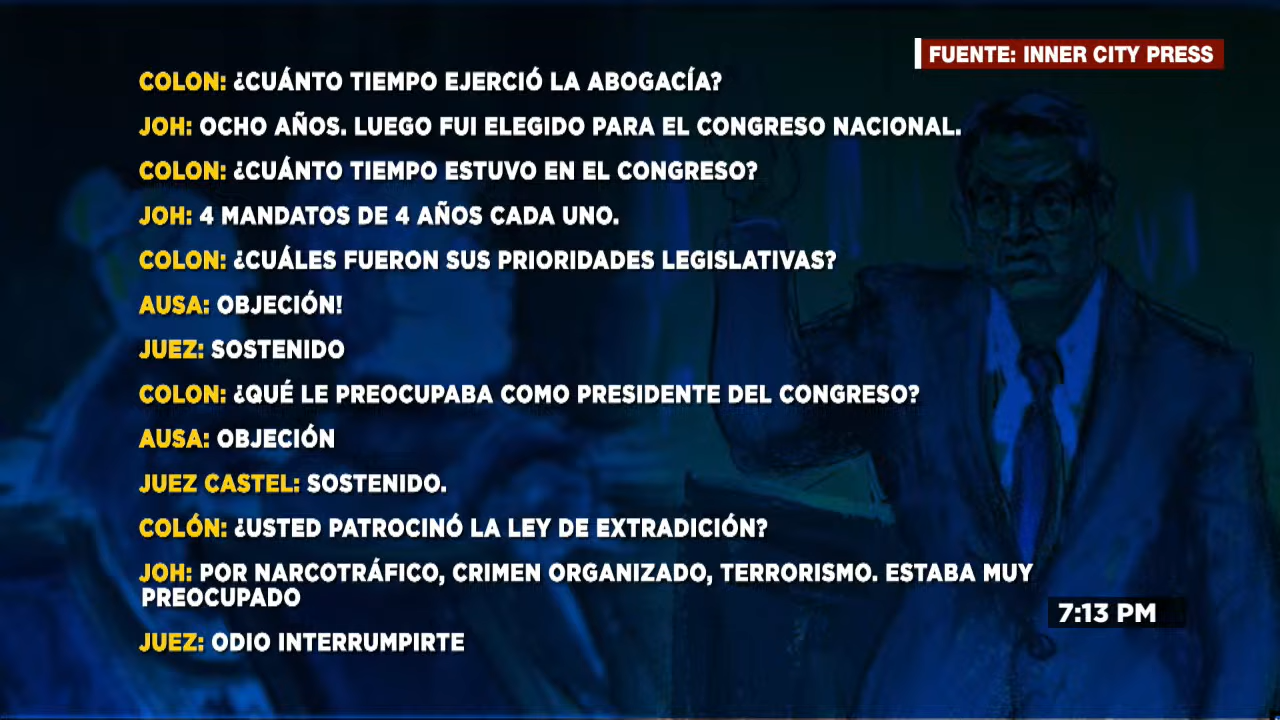 FUENTE: INNER CITY PRESS
COLON: ¿CUÁNTO TIEMPO EJERCIÓ LA ABOGACÍA?
JOH: OCHO AÑOS. LUEGO FUI ELEGIDO PARA EL CONGRESO NACIONAL.
COLON: ¿CUÁNTO TIEMPO ESTUVO EN EL CONGRESO?
JOH: 4 MANDATOS DE 4 AÑOS CADA UNO.
COLON: ¿CUÁLES FUERON SUS PRIORIDADES LEGISLATIVAS?
AUSA: OBJECIÓN!
JUEZ: SOSTENIDO
COLON: ¿QUÉ LE PREOCUPABA COMO PRESIDENTE DEL CONGRESO?
AUSA: OBJECIÓN
JUEZ CASTEL: SOSTENIDO.
COLÓN: ¿USTED PATROCINÓ LA LEY DE EXTRADICIÓN?
JOH: POR NARCOTRÁFICO, CRIMEN ORGANIZADO, TERRORISMO. ESTABA MUY
PREOCUPADO
7:13 PM
JUEZ: ODIO INTERRUMPIRTE